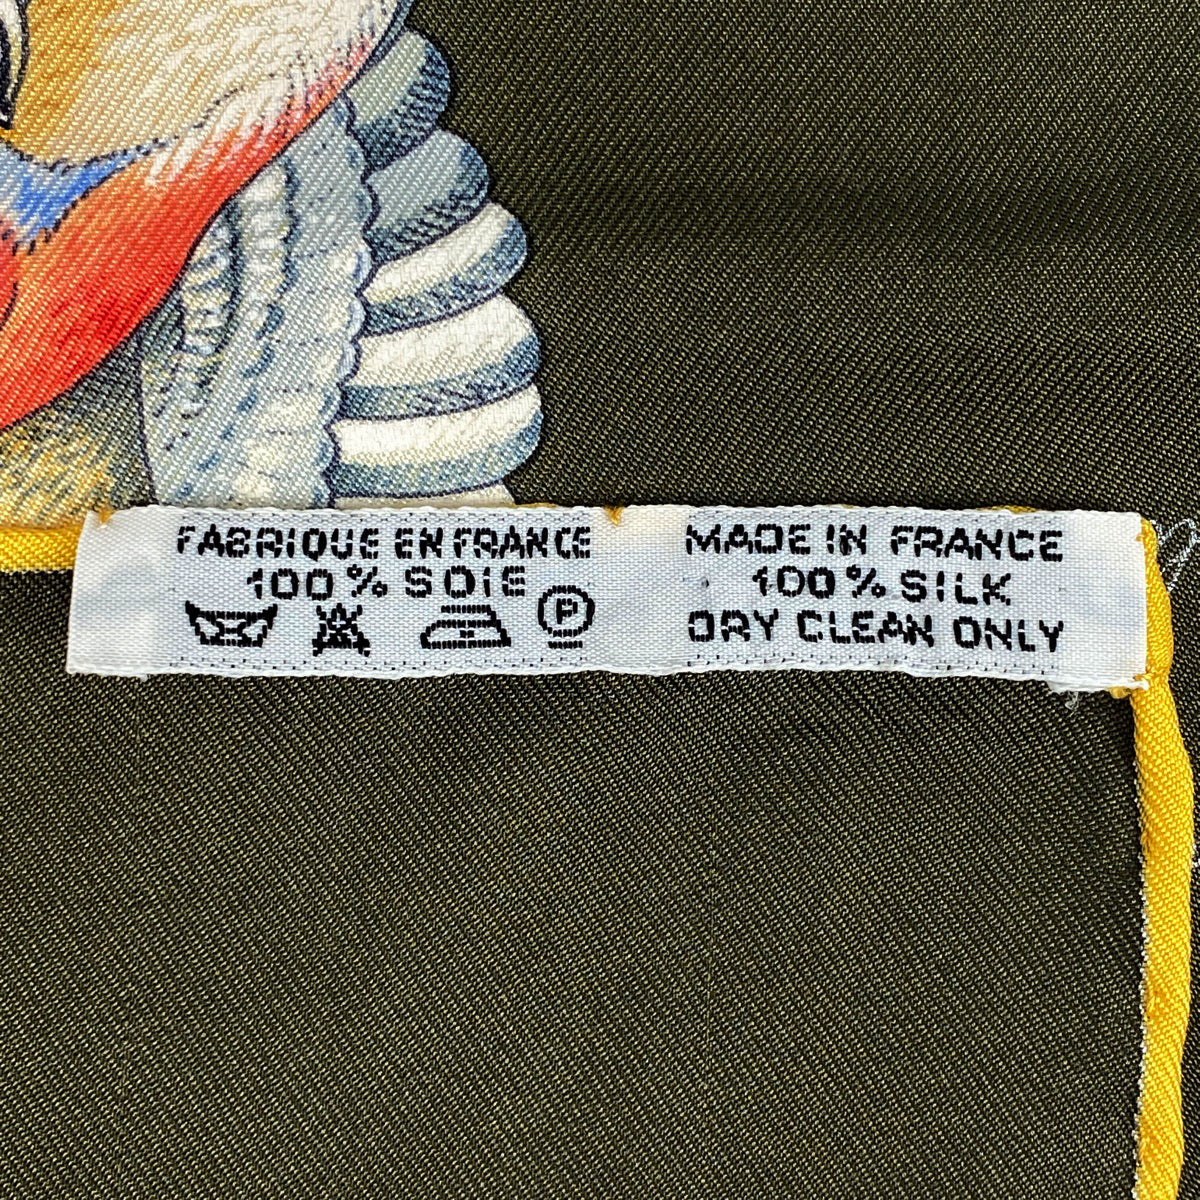 FABRIQUE EN FRANCE
100% SOIE
P
MADE IN FRANCE
100% SILK
DRY CLEAN ONLY